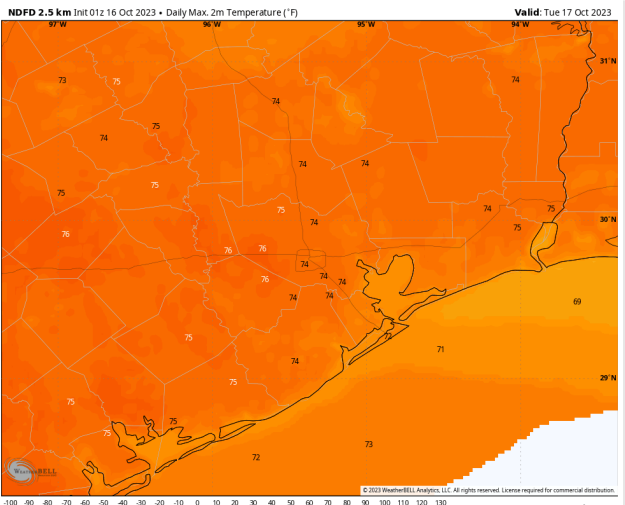 NDFD 2.5 km Init 01z 16 Oct 2023 • Daily Max. 2m Temperature (°F) Valid: Tue 17 Oct 2023
97°W 96°W 95°W 94°W
31°N
73 75 74
74
75
74
74 74
75
75
75 74 75
30°N
74
75
76
76 76
74
76 74 74
74 74
69
75
72
71
74
29°N
75
75
75
75
73
72
WeatherBELL
© 2023 WeatherBELL Analytics, LLC. All rights reserved. License required for commercial distribution.
-100 -90 -80 -70 -60 -50 -40 -30 -20 -10 0 10 20 30 40 50 60 70 80 90 100 110 120 130